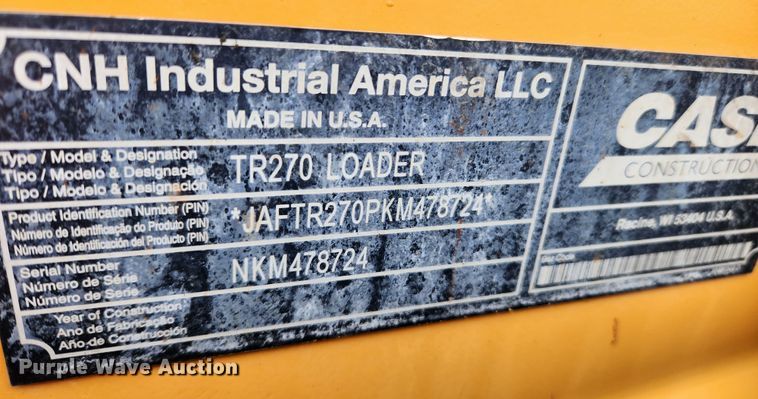 CNH Industrial America LLC
MADE IN U.S.A.
Type / Model & Designation
Tipo / Modelo & Designação
Tipo / Modelo & Designación
TR270 LOADER
Product Identification Number (PIN)
Número de Identificação do Produto (PIN)
Número de Identificación del Producto (PIN)
*JAFTR270PKM478724*
Serial Number
Número de Série
Número de Serie
NKM478724
Year of Construction
Ano de Fabricação
Año de Construcción
CASE
CONSTRUCTION
Racine, WI 53404 U.S.A.
Purple Wave Auction